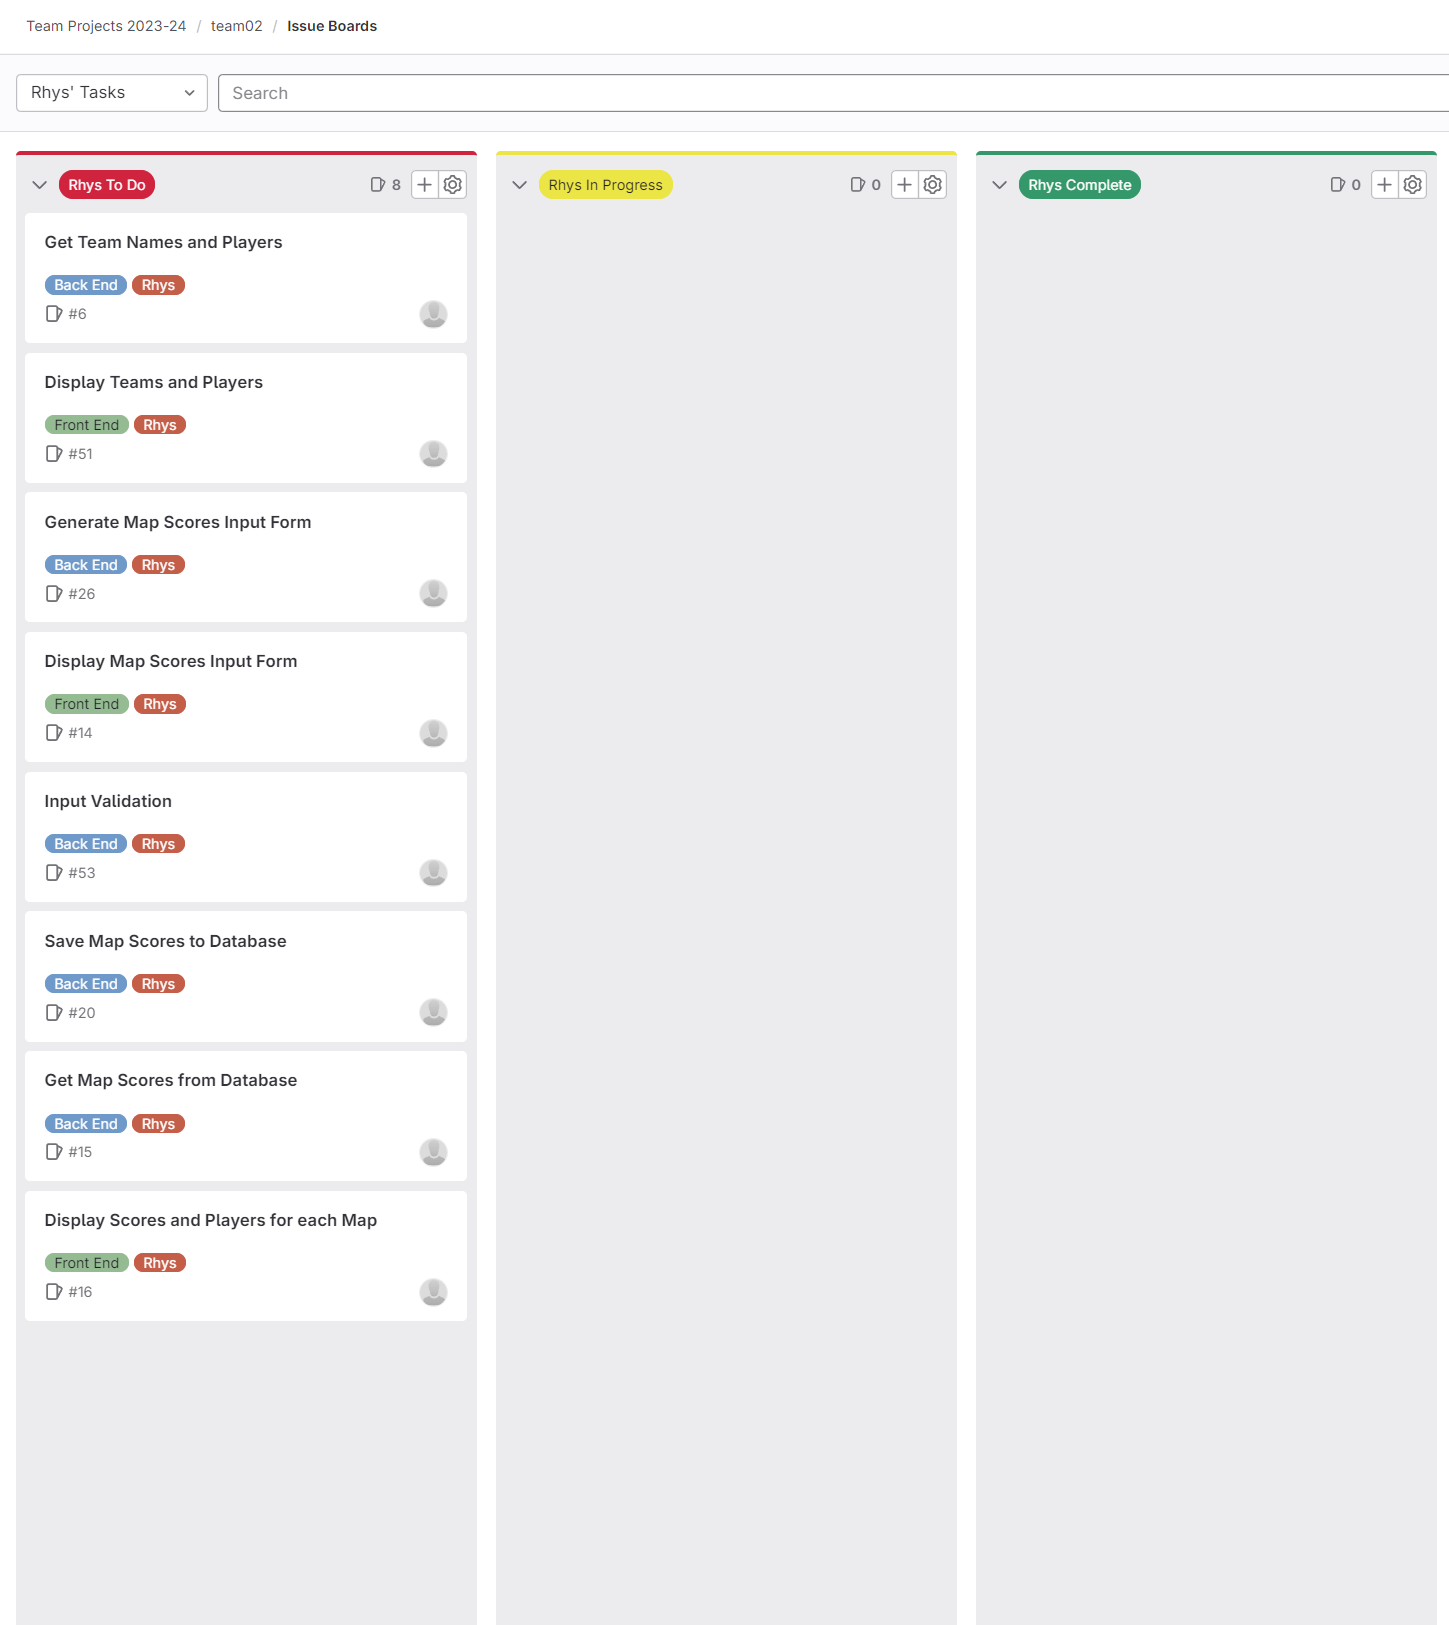 Team Projects 2023-24 / team02 / Issue Boards
Rhys' Tasks
Search
Rhys To Do 8
Get Team Names and Players
Back End Rhys
#6
Display Teams and Players
Front End Rhys
#51
Generate Map Scores Input Form
Back End Rhys
#26
Display Map Scores Input Form
Front End Rhys
#14
Input Validation
Back End Rhys
#53
Save Map Scores to Database
Back End Rhys
#20
Get Map Scores from Database
Back End Rhys
#15
Display Scores and Players for each Map
Front End Rhys
#16
Rhys In Progress 0
Rhys Complete 0